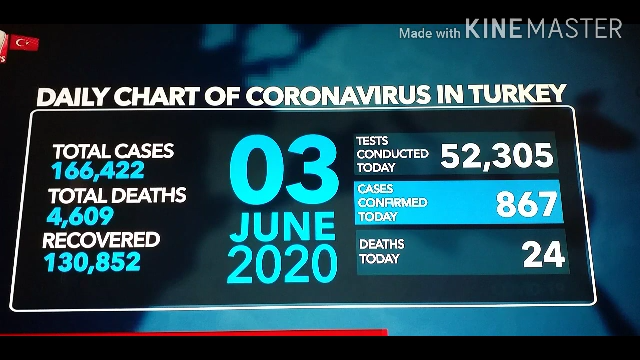 Made with KINEMASTER
DAILY CHART OF CORONAVIRUS IN TURKEY
TOTAL CASES
166,422
TOTAL DEATHS
4,609
RECOVERED
130,852
03
JUNE
2020
TESTS
CONDUCTED
TODAY
52,305
CASES
CONFIRMED
TODAY
867
DEATHS
TODAY
24